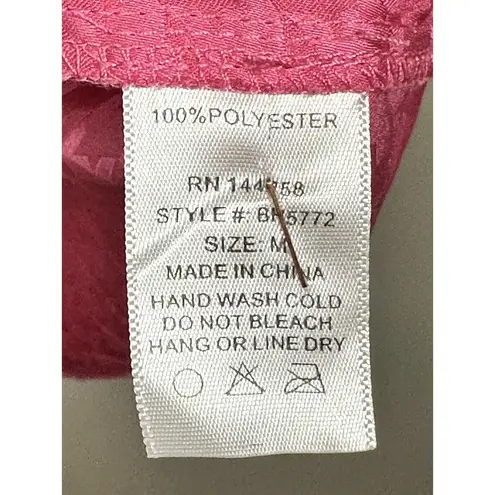 100%POLYESTER
RN
STYLE #:
SIZE: M
MADE IN CHINA
HAND WASH COLD
DO NOT BLEACH
HANG OR LINE DRY